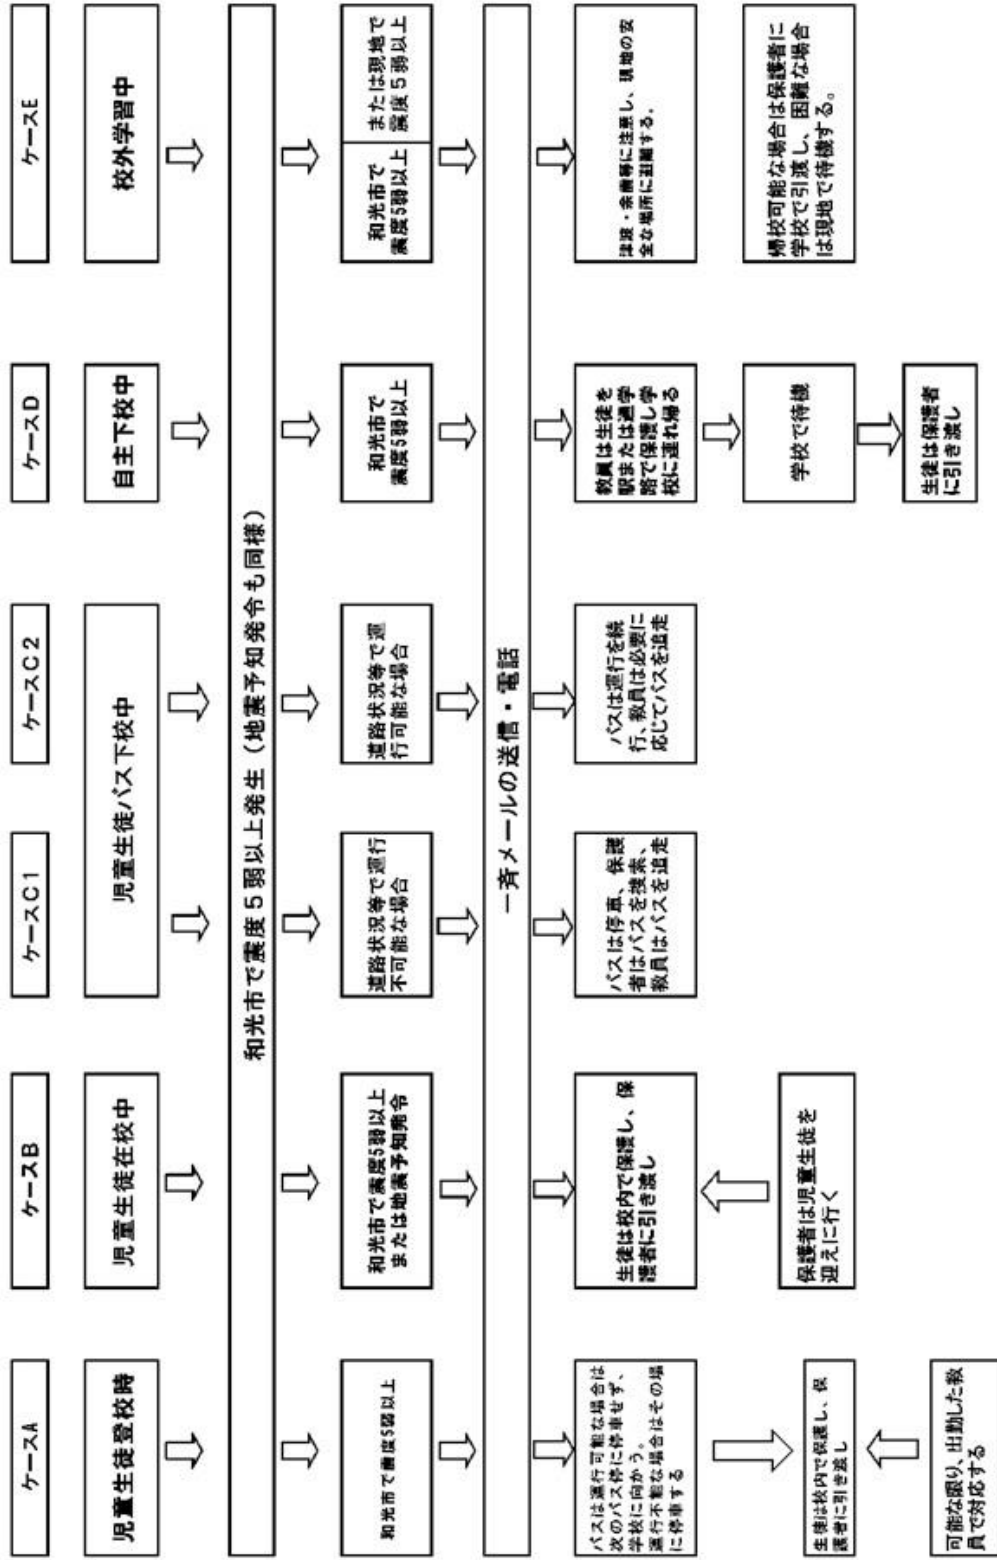 ケースA
ケースB
ケースC1
ケースC2
ケースD
ケースE
児童生徒登校時
児童生徒在校中
児童生徒バス下校中
自主下校中
校外学習中
和光市で震度5弱以上発生（地震予知発令も同様）
和光市で震度5弱以上
和光市で震度5弱以上
または地震予知発令
道路状況等で運行
不可能な場合
道路状況等で運
行可能な場合
和光市で
震度5弱以上
和光市で
震度5弱以上
または現地で
震度5弱以上
一斉メールの送信・電話
バスは運行可能な場合は
次のバス停に停車せず、
学校に向かう。
運行不能な場合はその場
に停車する
生徒は校内で保護し、保
護者に引き渡し
バスは停車、保護
者はバスを捜索、
教員はバスを追走
バスは運行を続
行、教員は必要に
応じてバスを追走
教員は生徒を
駅または通学
路で保護し学
校に連れ帰る
津波・余震等に注意し、現地の安
全な場所に避難する。
生徒は校内で保護し、保
護者に引き渡し
保護者は児童生徒を
迎えに行く
学校で待機
帰校可能な場合は保護者に
学校で引渡し、困難な場合
は現地で待機する。
可能な限り、出勤した教
員で対応する
生徒は保護者
に引き渡し